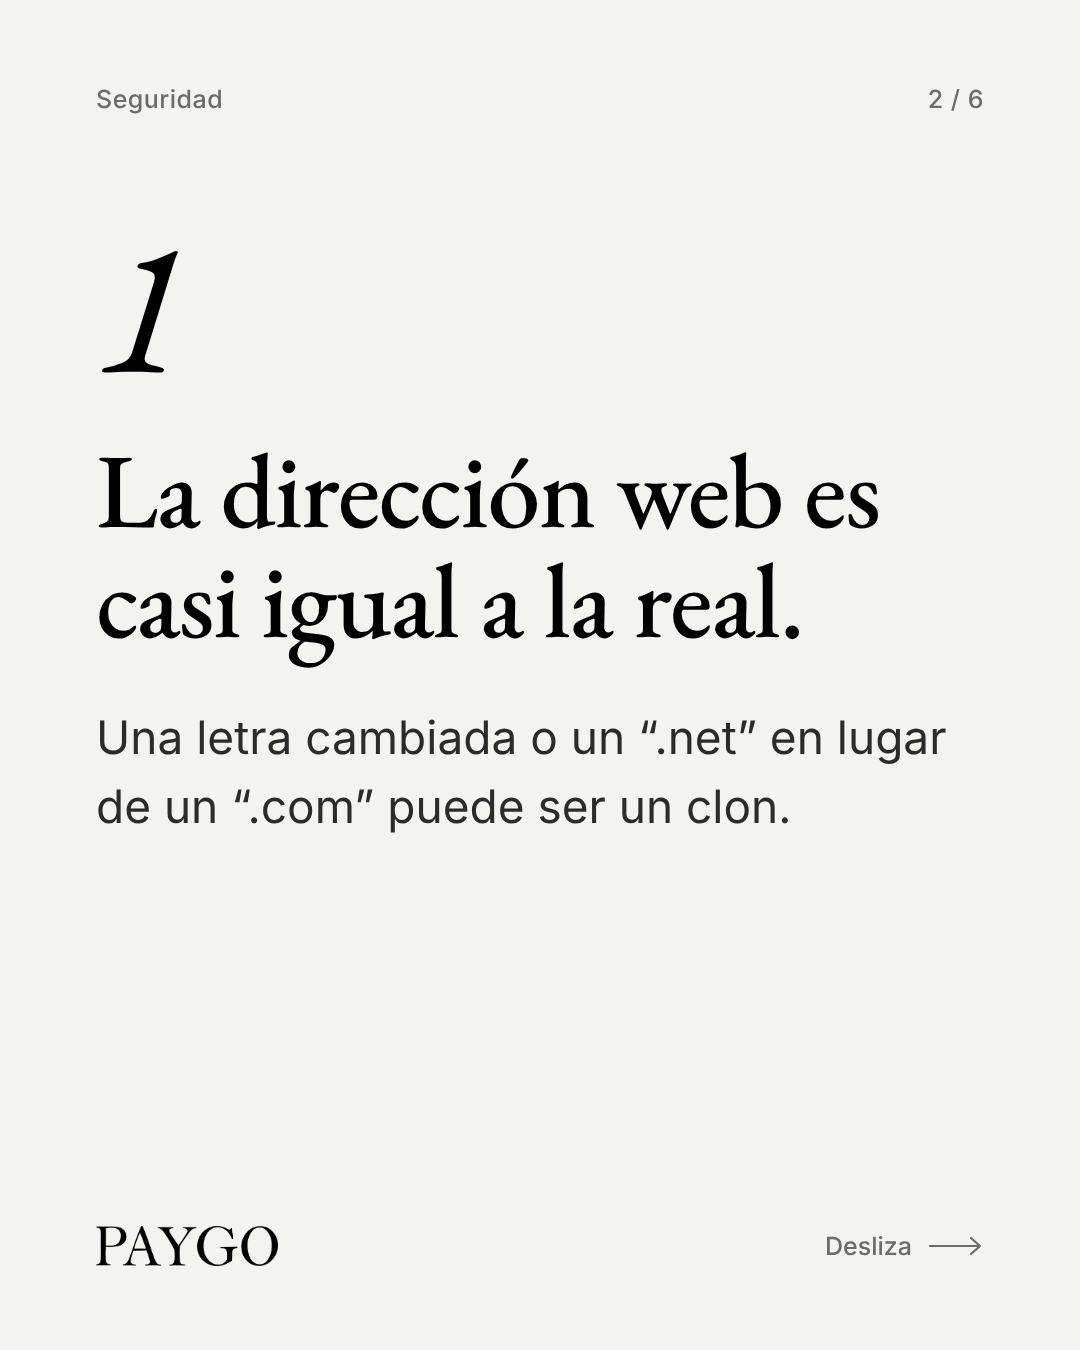 Seguridad
2 / 6
1
La dirección web es
casi igual a la real.
Una letra cambiada o un “.net” en lugar
de un “.com” puede ser un clon.
PAYGO
Desliza →